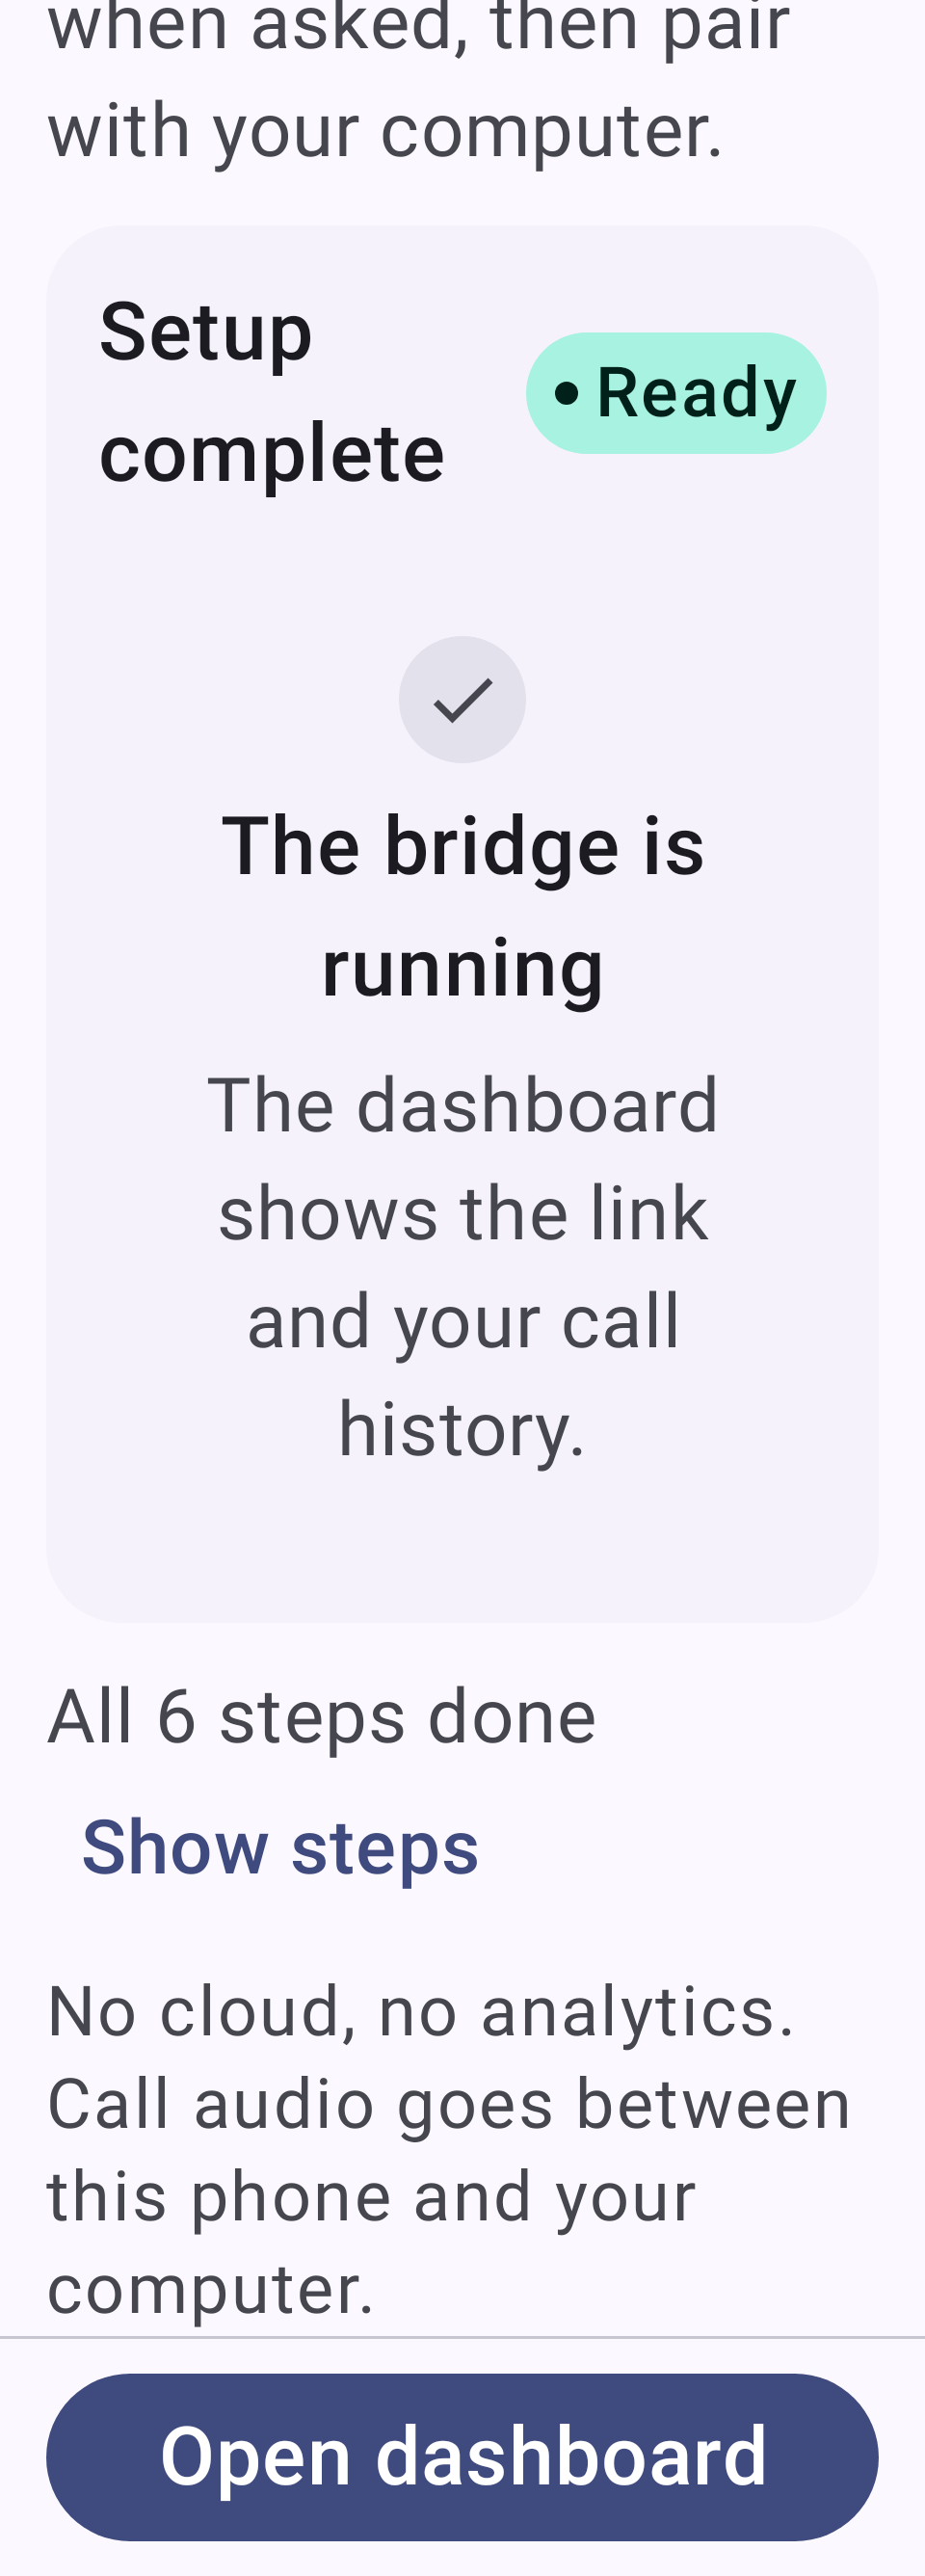 when asked, then pair
with your computer.
Setup
complete
Ready
The bridge is
running
The dashboard
shows the link
and your call
history.
All 6 steps done
Show steps
No cloud, no analytics.
Call audio goes between
this phone and your
computer.
Open dashboard